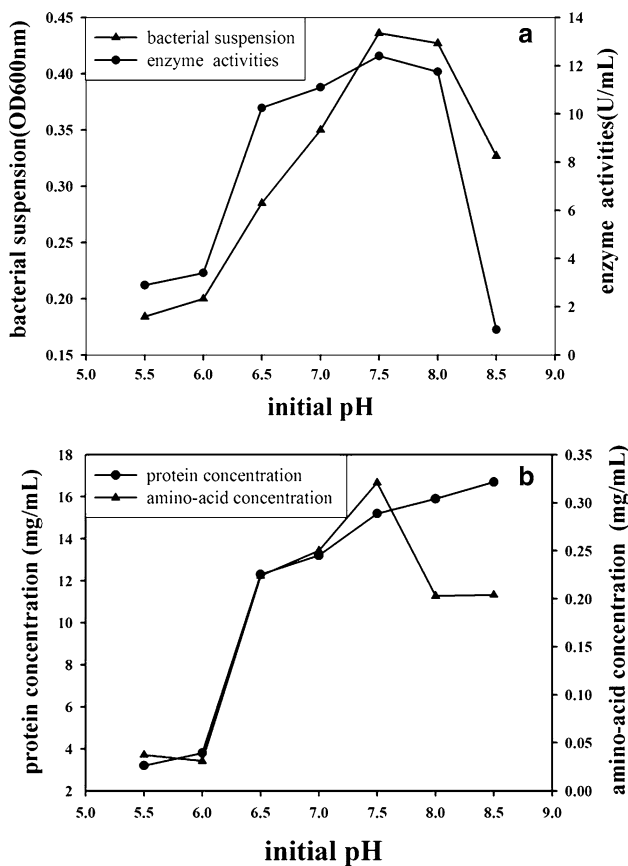 a
bacterial suspension
enzyme activities
bacterial suspension(OD600nm)
0.45
0.40
0.35
0.30
0.25
0.20
0.15
enzyme activities(U/mL)
14
12
10
8
6
4
2
0
5.0 5.5 6.0 6.5 7.0 7.5 8.0 8.5 9.0
initial pH
b
protein concentration
amino-acid concentration
protein concentration (mg/mL)
18
16
14
12
10
8
6
4
2
amino-acid concentration (mg/mL)
0.35
0.30
0.25
0.20
0.15
0.10
0.05
0.00
5.0 5.5 6.0 6.5 7.0 7.5 8.0 8.5 9.0
initial pH